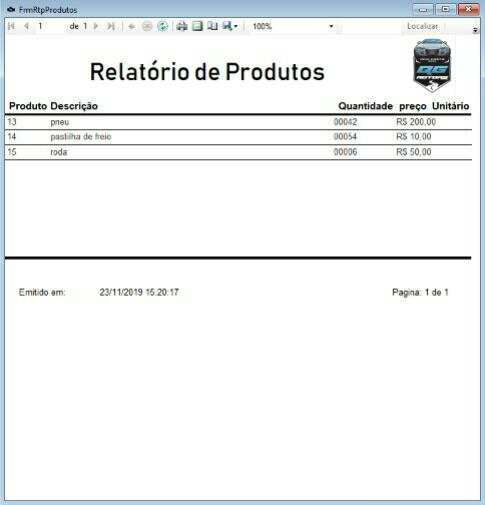 FrmRtpProdutos
1 de 1 100% Localizar
Relatório de Produtos
Produto Descrição Quantidade preço Unitário
13 pneu 00042 R$ 200,00
14 pastilha de freio 00054 R$ 10,00
15 roda 00006 R$ 50,00
Emitido em: 23/11/2019 15:20:17 Pagina: 1 de 1